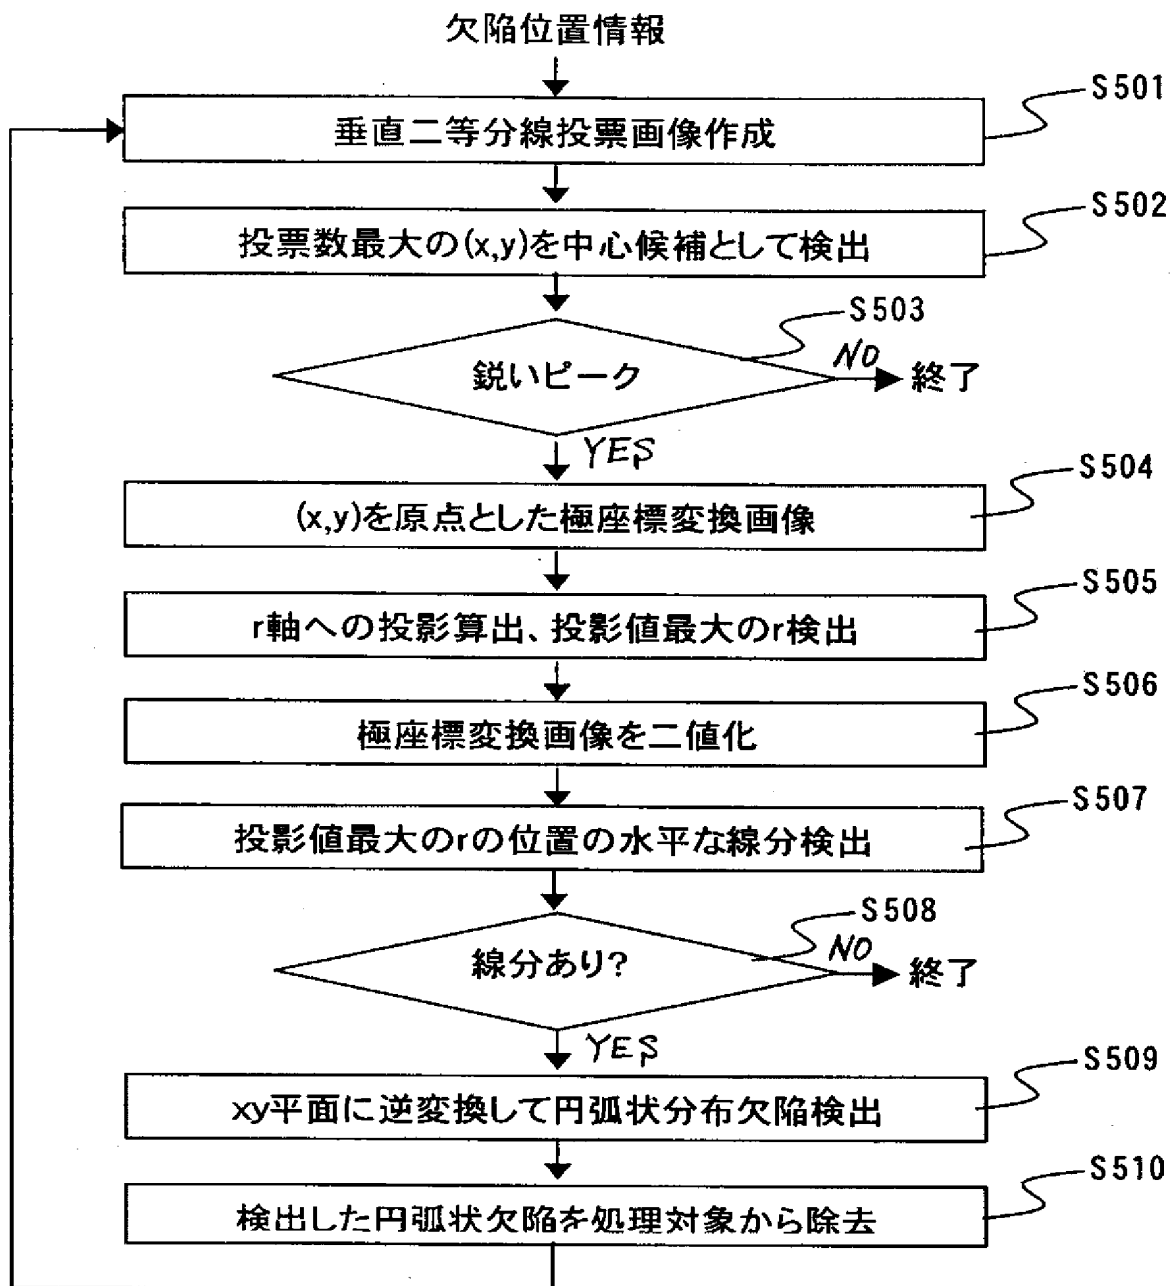 欠陥位置情報
S501
垂直二等分線投票画像作成
S502
投票数最大の(x,y)を中心候補として検出
S503
鋭いピーク
NO
終了
YES
S504
(x,y)を原点とした極座標変換画像
S505
r軸への投影算出、投影値最大のr検出
S506
極座標変換画像を二値化
S507
投影値最大のrの位置の水平な線分検出
S508
線分あり?
NO
終了
YES
S509
xy平面に逆変換して円弧状分布欠陥検出
S510
検出した円弧状欠陥を処理対象から除去